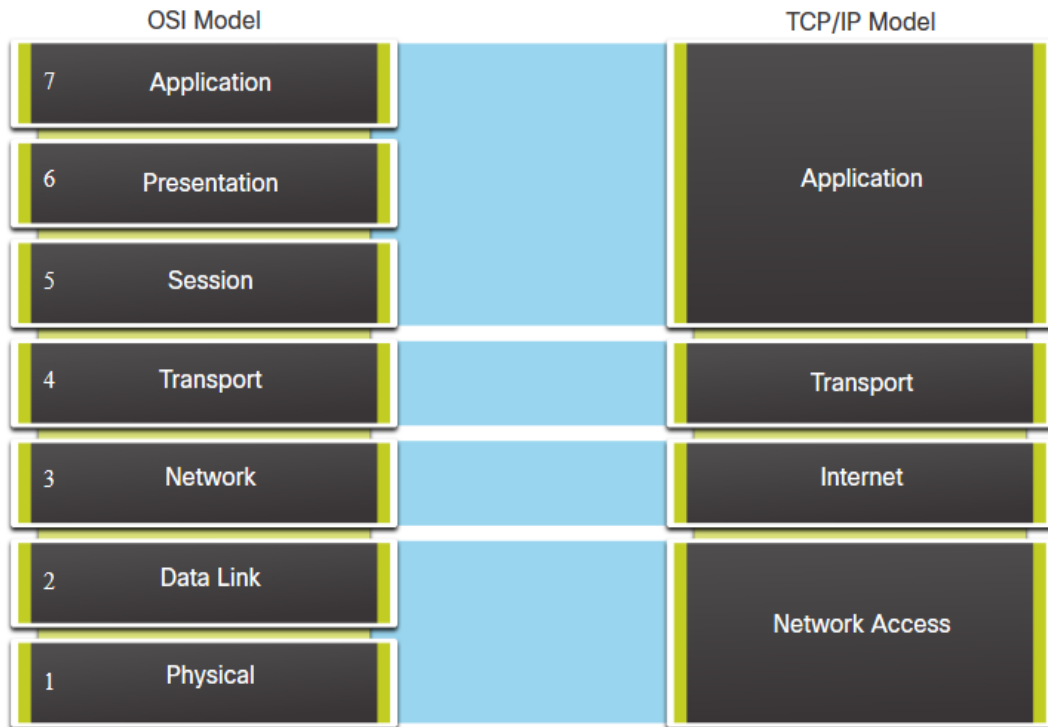 OSI Model
TCP/IP Model
7 Application
Application
6 Presentation
5 Session
4 Transport
Transport
3 Network
Internet
2 Data Link
Network Access
1 Physical